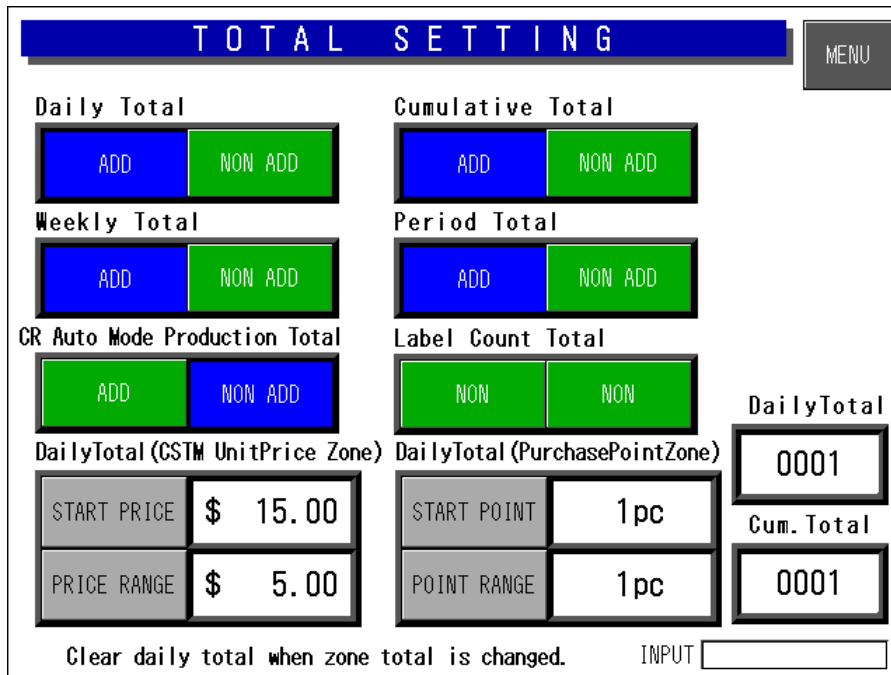 TOTAL SETTING
MENU
Daily Total
ADD NON ADD
Cumulative Total
ADD NON ADD
Weekly Total
ADD NON ADD
Period Total
ADD NON ADD
CR Auto Mode Production Total
ADD NON ADD
Label Count Total
NON NON
DailyTotal(CSTM UnitPrice Zone)
START PRICE $ 15.00
PRICE RANGE $ 5.00
DailyTotal(PurchasePointZone)
START POINT 1pc
POINT RANGE 1pc
DailyTotal
0001
Cum.Total
0001
Clear daily total when zone total is changed.
INPUT